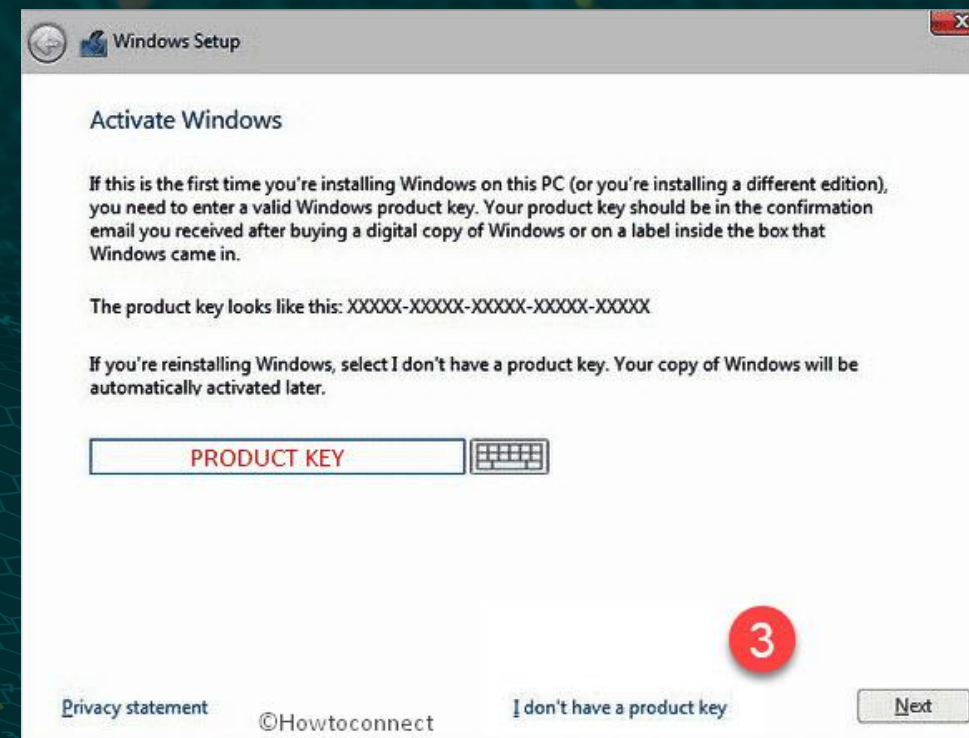 Windows Setup
X
Activate Windows
If this is the first time you're installing Windows on this PC (or you're installing a different edition),
you need to enter a valid Windows product key. Your product key should be in the confirmation
email you received after buying a digital copy of Windows or on a label inside the box that
Windows came in.
The product key looks like this: XXXXX-XXXXX-XXXXX-XXXXX-XXXXX
If you're reinstalling Windows, select I don't have a product key. Your copy of Windows will be
automatically activated later.
PRODUCT KEY
3
Privacy statement
©Howtoconnect
I don't have a product key
Next